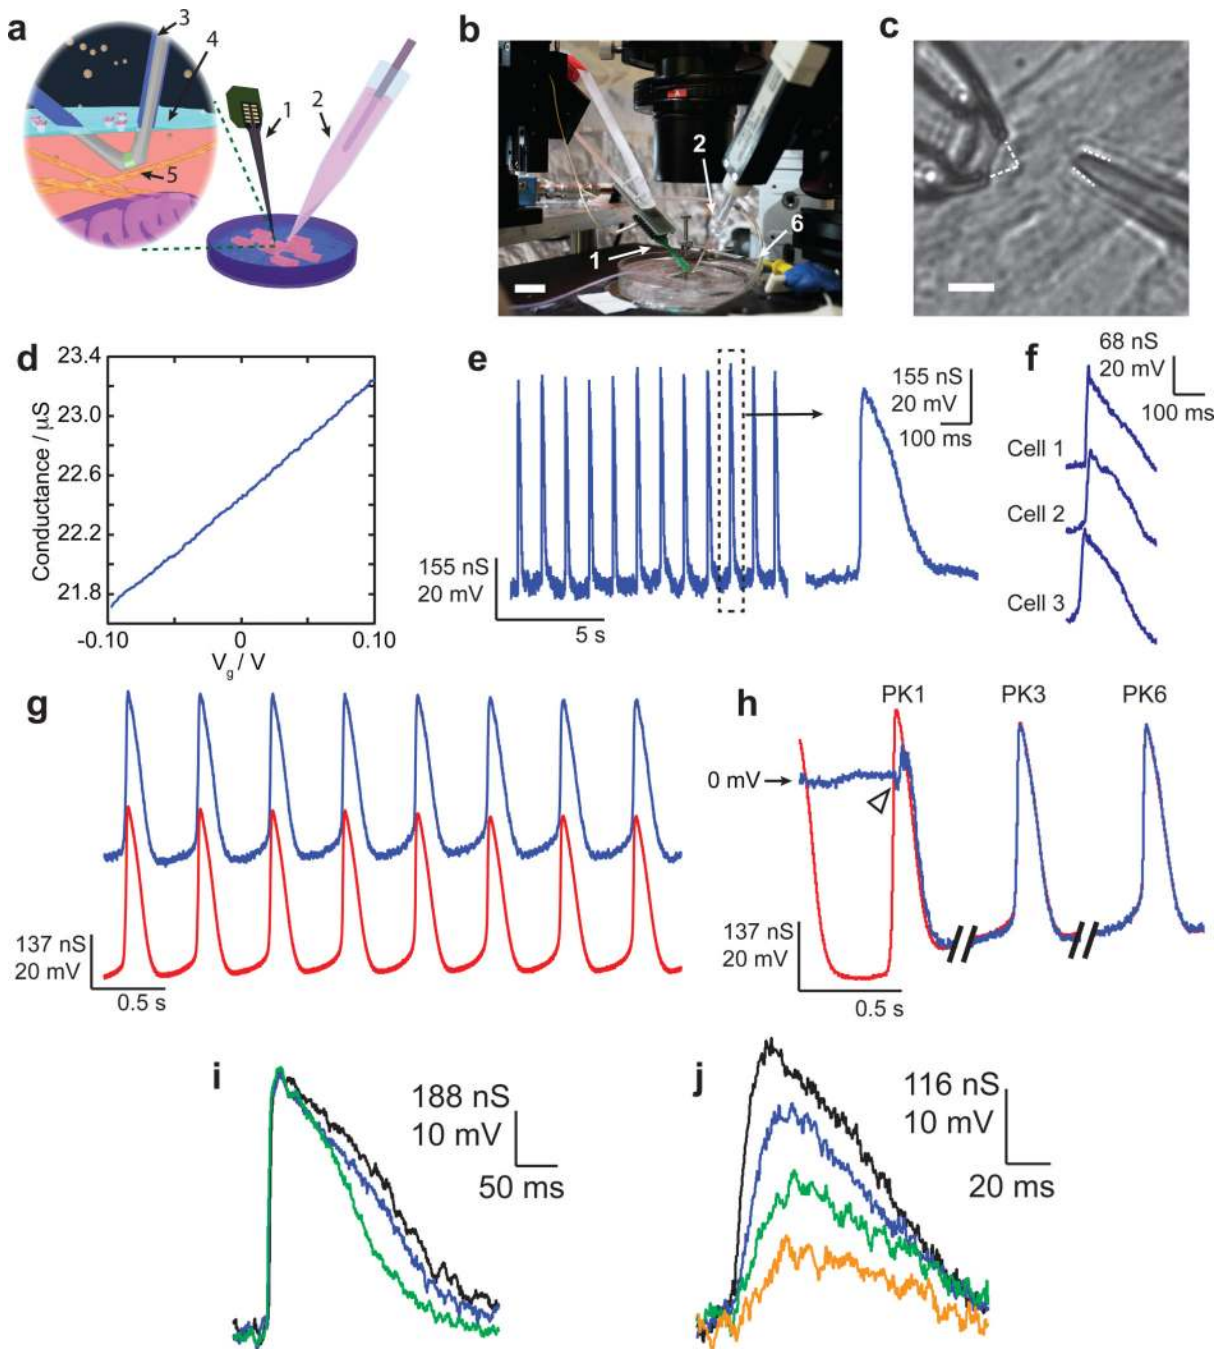 a
3
4
1
2
5
b
2
1
6
c
d
23.4
23.0
22.6
22.2
21.8
Conductance / µS
-0.10
0
0.10
Vg / V
e
155 nS
20 mV
5 s
155 nS
20 mV
100 ms
f
68 nS
20 mV
100 ms
Cell 1
Cell 2
Cell 3
g
137 nS
20 mV
0.5 s
h
PK1
PK3
PK6
0 mV
137 nS
20 mV
0.5 s
i
188 nS
10 mV
50 ms
j
116 nS
10 mV
20 ms